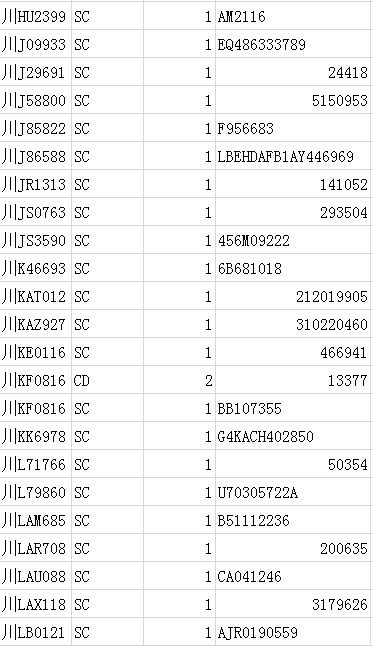 川HU2399 SC 1 AM2116
川J09933 SC 1 EQ486333789
川J29691 SC 1 24418
川J58800 SC 1 5150953
川J85822 SC 1 F956683
川J86588 SC 1 LBEHDAFB1AY446969
川JR1313 SC 1 141052
川JS0763 SC 1 293504
川JS3590 SC 1 456M09222
川K46693 SC 1 6B681018
川KAT012 SC 1 212019905
川KAZ927 SC 1 310220460
川KE0116 SC 1 466941
川KF0816 CD 2 13377
川KF0816 SC 1 BB107355
川KK6978 SC 1 G4KACH402850
川L71766 SC 1 50354
川L79860 SC 1 U70305722A
川LAM685 SC 1 B51112236
川LAR708 SC 1 200635
川LAU088 SC 1 CA041246
川LAX118 SC 1 3179626
川LB0121 SC 1 AJR0190559